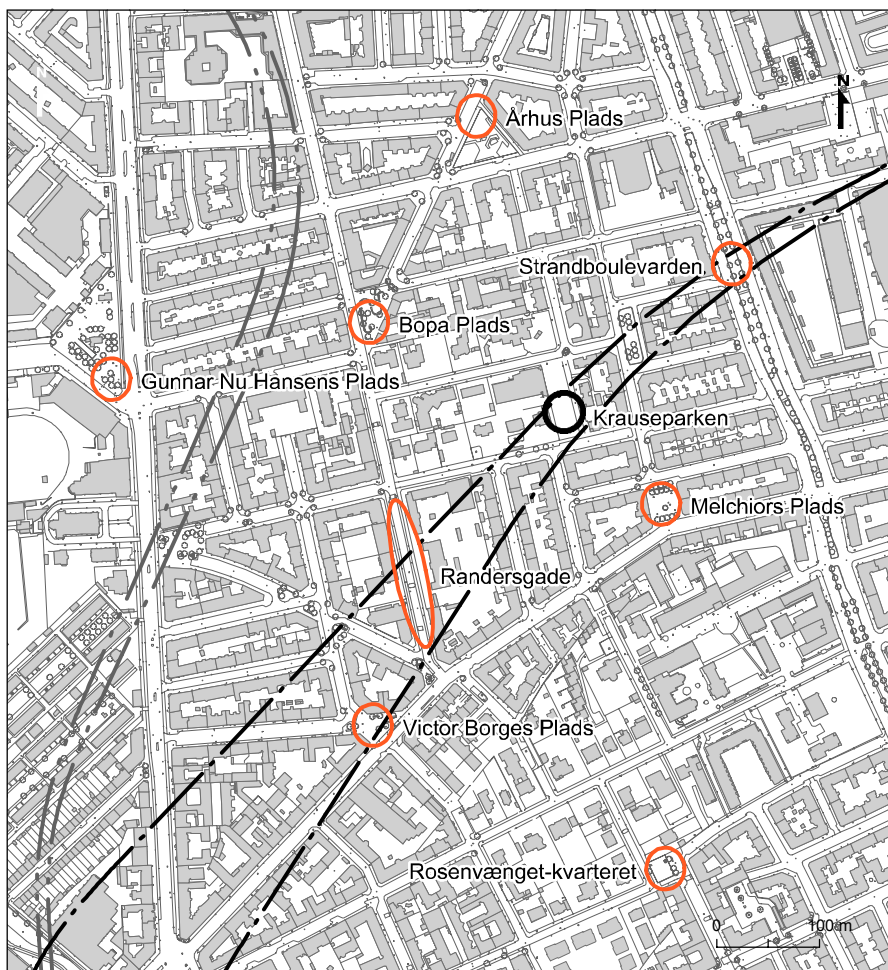 N
N
Århus Plads
Strandboulevarden
Bopa Plads
Gunnar Nu Hansens Plads
Krauseparken
Melchiors Plads
Randersgade
Victor Borges Plads
Rosenvænget-kvarteret
0 100 m